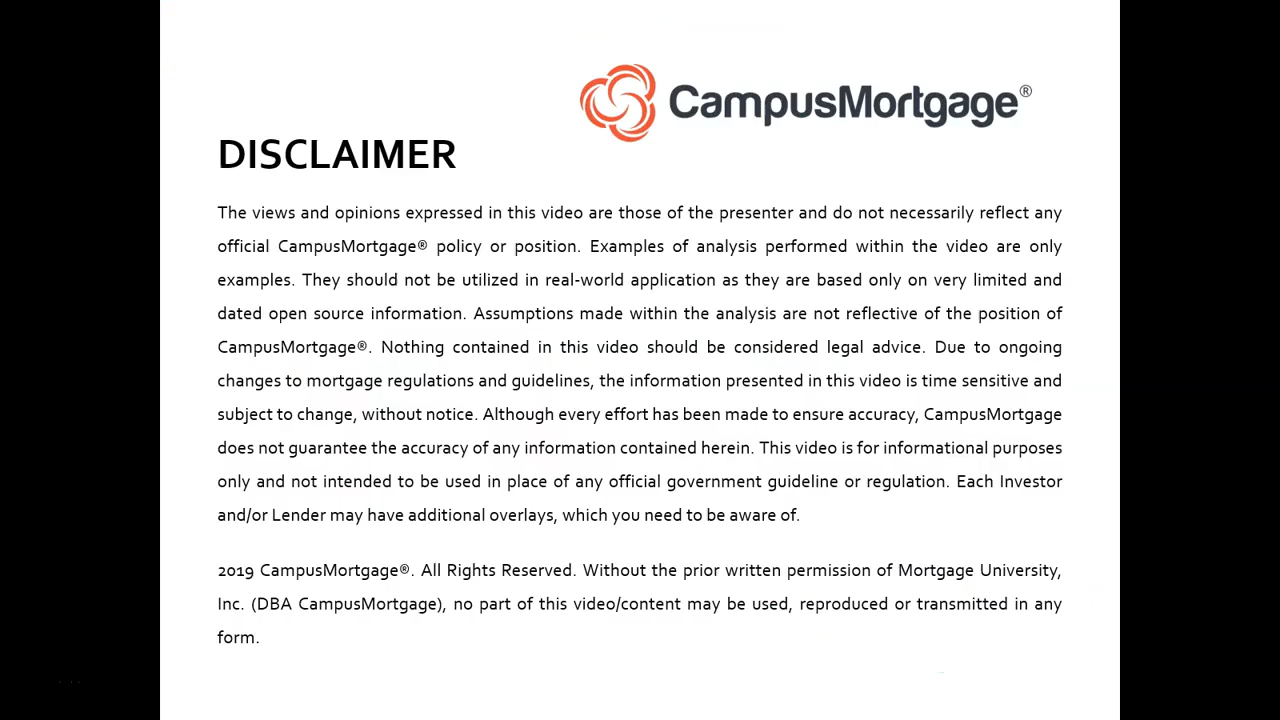 CampusMortgage®
DISCLAIMER
The views and opinions expressed in this video are those of the presenter and do not necessarily reflect any
official CampusMortgage® policy or position. Examples of analysis performed within the video are only
examples. They should not be utilized in real-world application as they are based only on very limited and
dated open source information. Assumptions made within the analysis are not reflective of the position of
CampusMortgage®. Nothing contained in this video should be considered legal advice. Due to ongoing
changes to mortgage regulations and guidelines, the information presented in this video is time sensitive and
subject to change, without notice. Although every effort has been made to ensure accuracy, CampusMortgage
does not guarantee the accuracy of any information contained herein. This video is for informational purposes
only and not intended to be used in place of any official government guideline or regulation. Each Investor
and/or Lender may have additional overlays, which you need to be aware of.
2019 CampusMortgage®. All Rights Reserved. Without the prior written permission of Mortgage University,
Inc. (DBA CampusMortgage), no part of this video/content may be used, reproduced or transmitted in any
form.